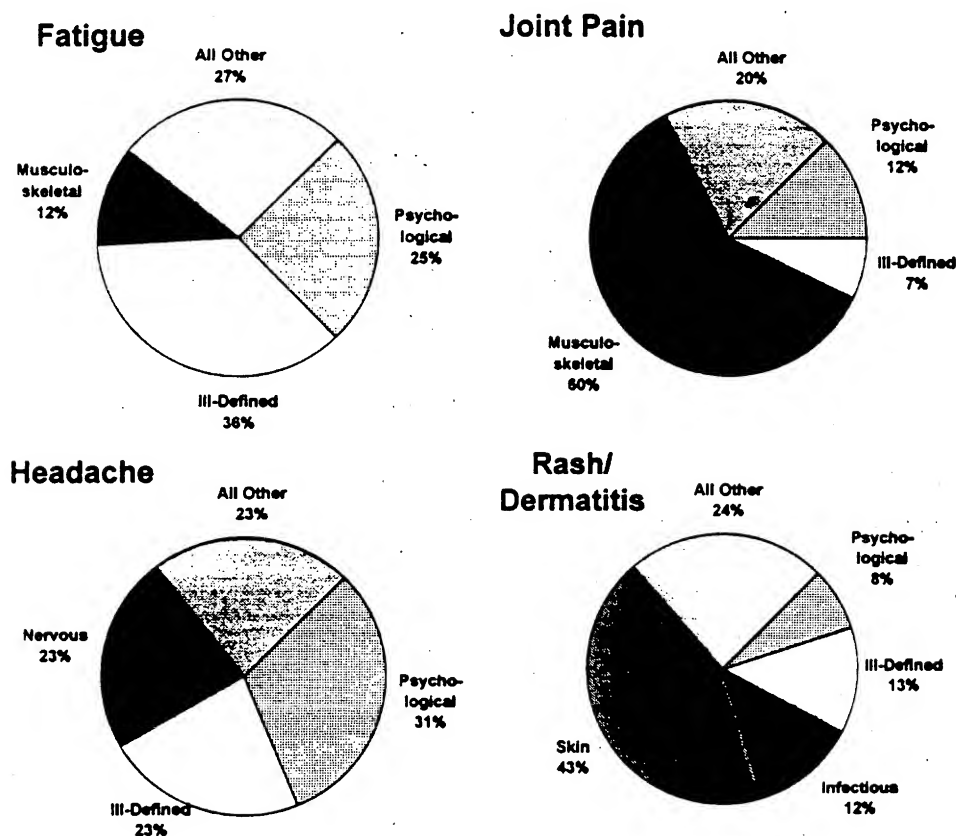 Fatigue
All Other
27%
Musculo-
skeletal
12%
Psycho-
logical
25%
Ill-Defined
36%
Joint Pain
All Other
20%
Psycho-
logical
12%
Ill-Defined
7%
Musculo-
skeletal
60%
Headache
All Other
23%
Nervous
23%
Psycho-
logical
31%
Ill-Defined
23%
Rash/
Dermatitis
All Other
24%
Psycho-
logical
8%
Ill-Defined
13%
Skin
43%
Infectious
12%